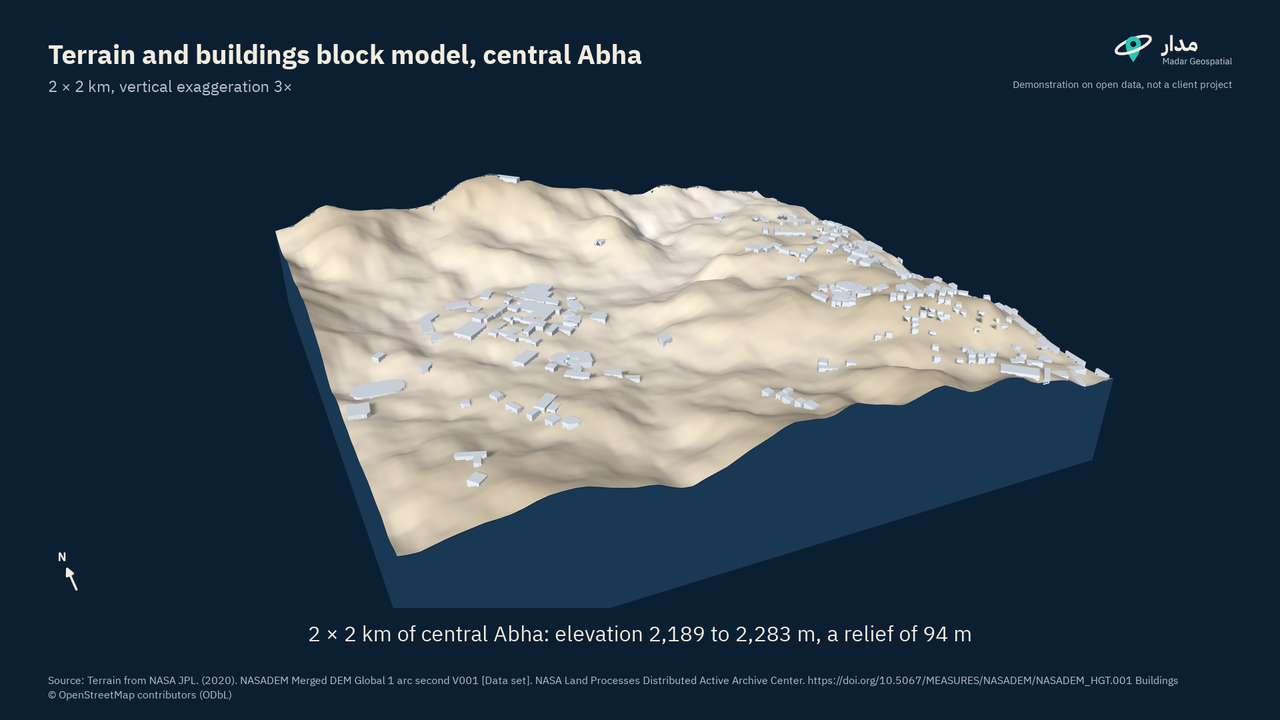 Terrain and buildings block model, central Abha
2 × 2 km, vertical exaggeration 3×
مدار
Madar Geospatial
Demonstration on open data, not a client project
N
2 × 2 km of central Abha: elevation 2,189 to 2,283 m, a relief of 94 m
Source: Terrain from NASA JPL. (2020). NASADEM Merged DEM Global 1 arc second V001 [Data set]. NASA Land Processes Distributed Active Archive Center. https://doi.org/10.5067/MEASURES/NASADEM/NASADEM_HGT.001 Buildings
© OpenStreetMap contributors (ODbL)